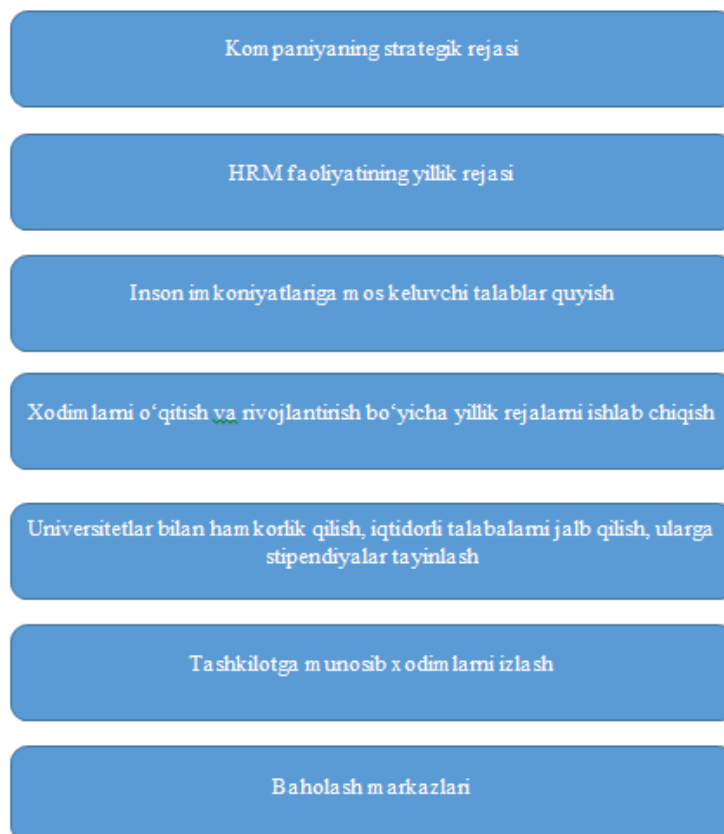 Kompaniyaning strategik rejasi
HRM faoliyatining yillik rejasi
Inson imkoniyatlariga mos keluvchi talablar quyish
Xodimlarni o‘qitish va rivojlantirish bo‘yicha yillik rejalarni ishlab chiqish
Universitetlar bilan hamkorlik qilish, iqtidorli talabalarni jalb qilish, ularga
stipendiyalar tayinlash
Tashkilotga munosib xodimlarni izlash
Baholash markazlari